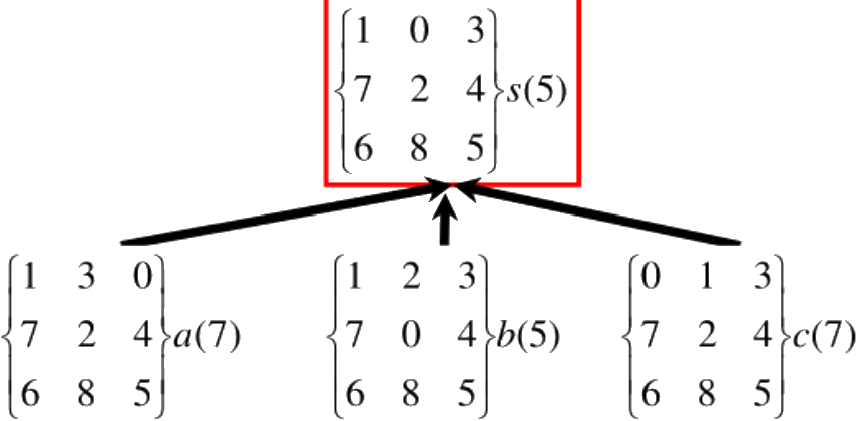 1 0 3
7 2 4 s(5)
6 8 5
1 3 0
7 2 4 a(7)
6 8 5
1 2 3
7 0 4 b(5)
6 8 5
0 1 3
7 2 4 c(7)
6 8 5